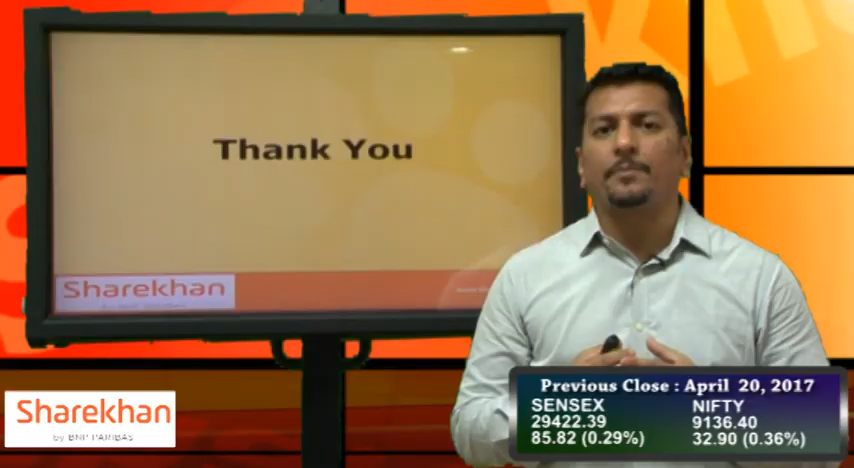 Thank You
Sharekhan
Sharekhan
by BNP PARIBAS
Previous Close : April 20, 2017
SENSEX NIFTY
29422.39 9136.40
85.82 (0.29%) 32.90 (0.36%)